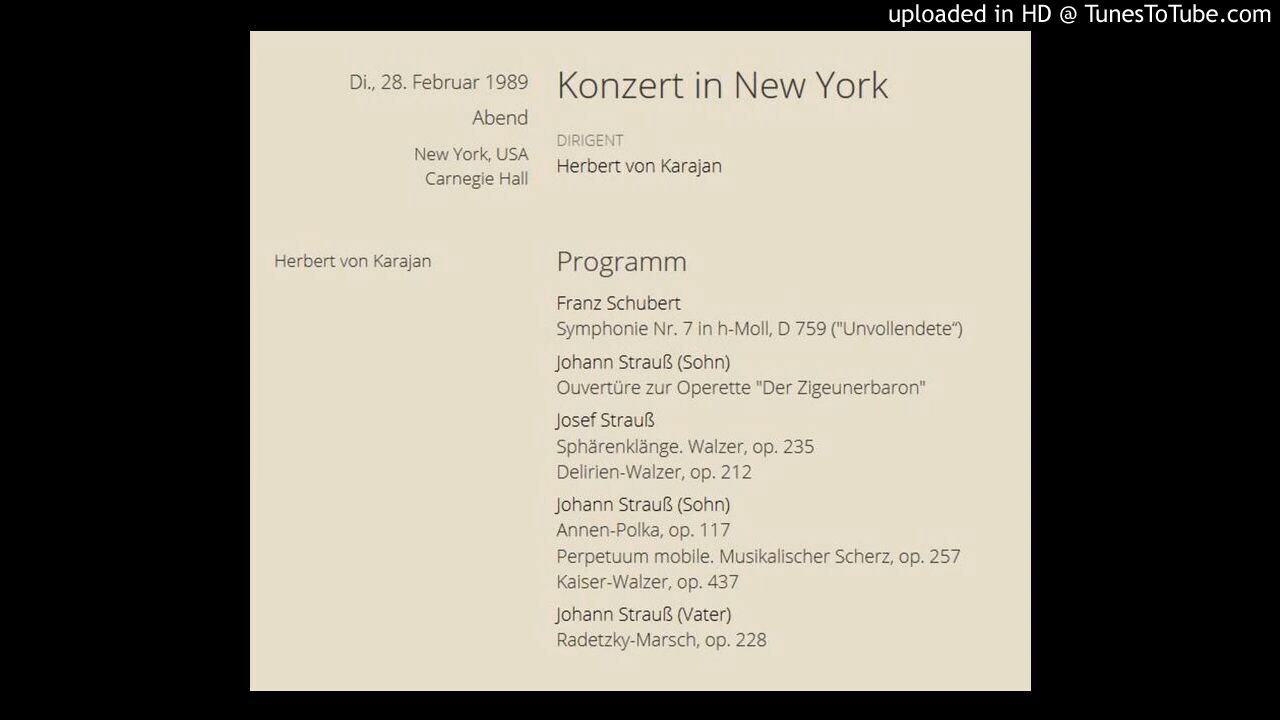 uploaded in HD @ TunesToTube.com
Di., 28. Februar 1989
Abend
New York, USA
Carnegie Hall
Konzert in New York
DIRIGENT
Herbert von Karajan
Herbert von Karajan
Programm
Franz Schubert
Symphonie Nr. 7 in h-Moll, D 759 ("Unvollendete“)
Johann Strauß (Sohn)
Ouvertüre zur Operette "Der Zigeunerbaron"
Josef Strauß
Sphärenklänge. Walzer, op. 235
Delirien-Walzer, op. 212
Johann Strauß (Sohn)
Annen-Polka, op. 117
Perpetuum mobile. Musikalischer Scherz, op. 257
Kaiser-Walzer, op. 437
Johann Strauß (Vater)
Radetzky-Marsch, op. 228